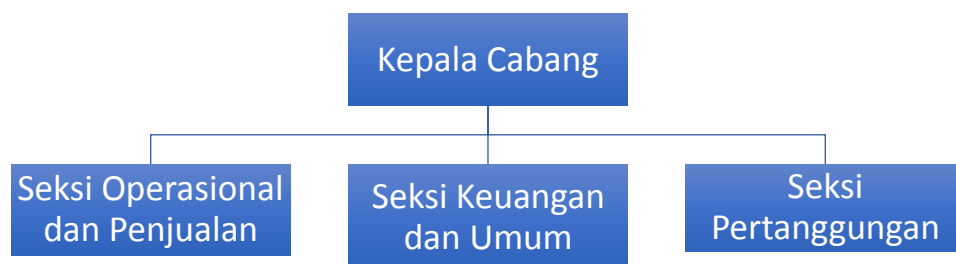 Kepala Cabang
Seksi Operasional
dan Penjualan
Seksi Keuangan
dan Umum
Seksi
Pertanggungan